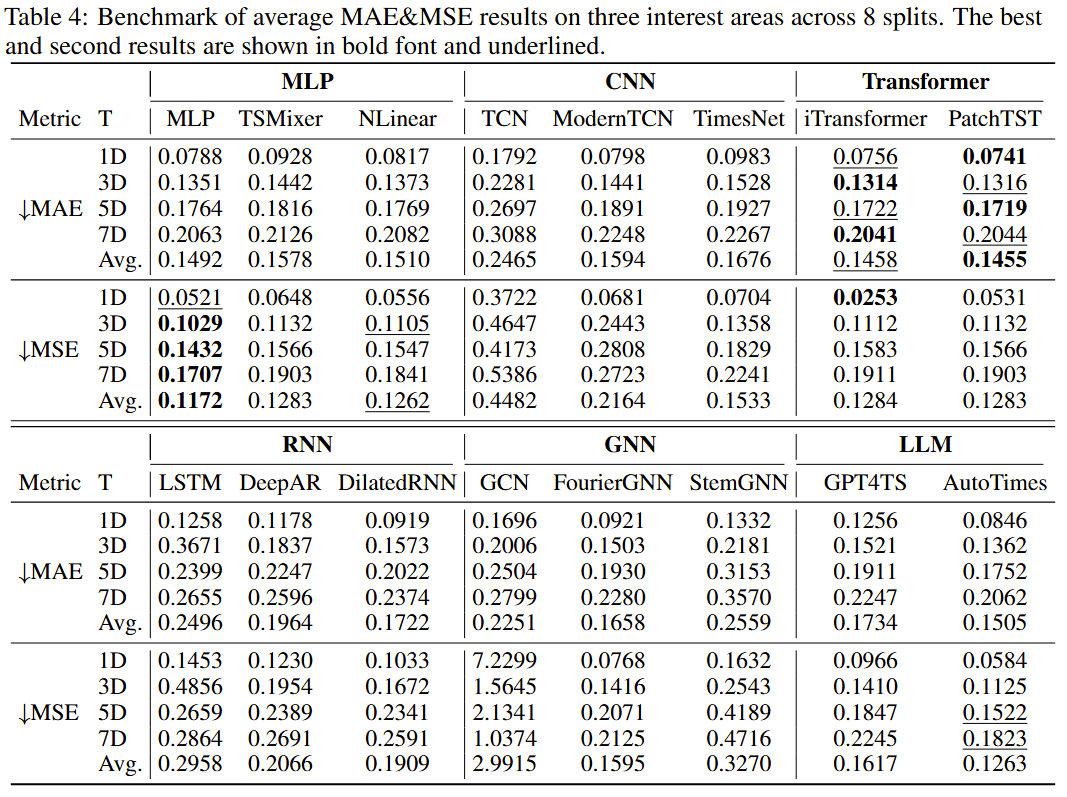 Table 4: Benchmark of average MAE&MSE results on three interest areas across 8 splits. The best
and second results are shown in bold font and underlined.
MLP CNN Transformer
Metric T MLP TSMixer NLinear TCN ModernTCN TimesNet iTransformer PatchTST
1D 0.0788 0.0928 0.0817 0.1792 0.0798 0.0983 0.0756 0.0741
3D 0.1351 0.1442 0.1373 0.2281 0.1441 0.1528 0.1314 0.1316
↓MAE 5D 0.1764 0.1816 0.1769 0.2697 0.1891 0.1927 0.1722 0.1719
7D 0.2063 0.2126 0.2082 0.3088 0.2248 0.2267 0.2041 0.2044
Avg. 0.1492 0.1578 0.1510 0.2465 0.1594 0.1676 0.1458 0.1455
1D 0.0521 0.0648 0.0556 0.3722 0.0681 0.0704 0.0253 0.0531
3D 0.1029 0.1132 0.1105 0.4647 0.2443 0.1358 0.1112 0.1132
↓MSE 5D 0.1432 0.1566 0.1547 0.4173 0.2808 0.1829 0.1583 0.1566
7D 0.1707 0.1903 0.1841 0.5386 0.2723 0.2241 0.1911 0.1903
Avg. 0.1172 0.1283 0.1262 0.4482 0.2164 0.1533 0.1284 0.1283
RNN GNN LLM
Metric T LSTM DeepAR DilatedRNN GCN FourierGNN StemGNN GPT4TS AutoTimes
1D 0.1258 0.1178 0.0919 0.1696 0.0921 0.1332 0.1256 0.0846
3D 0.3671 0.1837 0.1573 0.2006 0.1503 0.2181 0.1521 0.1362
↓MAE 5D 0.2399 0.2247 0.2022 0.2504 0.1930 0.3153 0.1911 0.1752
7D 0.2655 0.2596 0.2374 0.2799 0.2280 0.3570 0.2247 0.2062
Avg. 0.2496 0.1964 0.1722 0.2251 0.1658 0.2559 0.1734 0.1505
1D 0.1453 0.1230 0.1033 7.2299 0.0768 0.1632 0.0966 0.0584
3D 0.4856 0.1954 0.1672 1.5645 0.1416 0.2543 0.1410 0.1125
↓MSE 5D 0.2659 0.2389 0.2341 2.1341 0.2071 0.4189 0.1847 0.1522
7D 0.2864 0.2691 0.2591 1.0374 0.2125 0.4716 0.2245 0.1823
Avg. 0.2958 0.2066 0.1909 2.9915 0.1595 0.3270 0.1617 0.1263